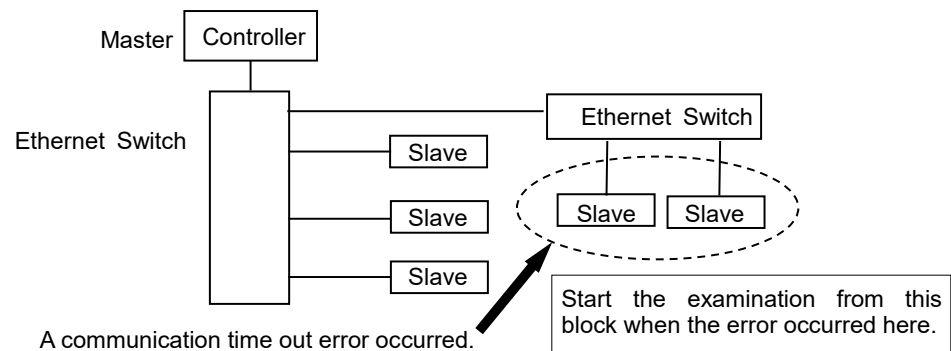 Master
Controller
Ethernet Switch
Ethernet Switch
Slave
Slave
Slave
Slave
Slave
A communication time out error occurred.
Start the examination from this
block when the error occurred here.